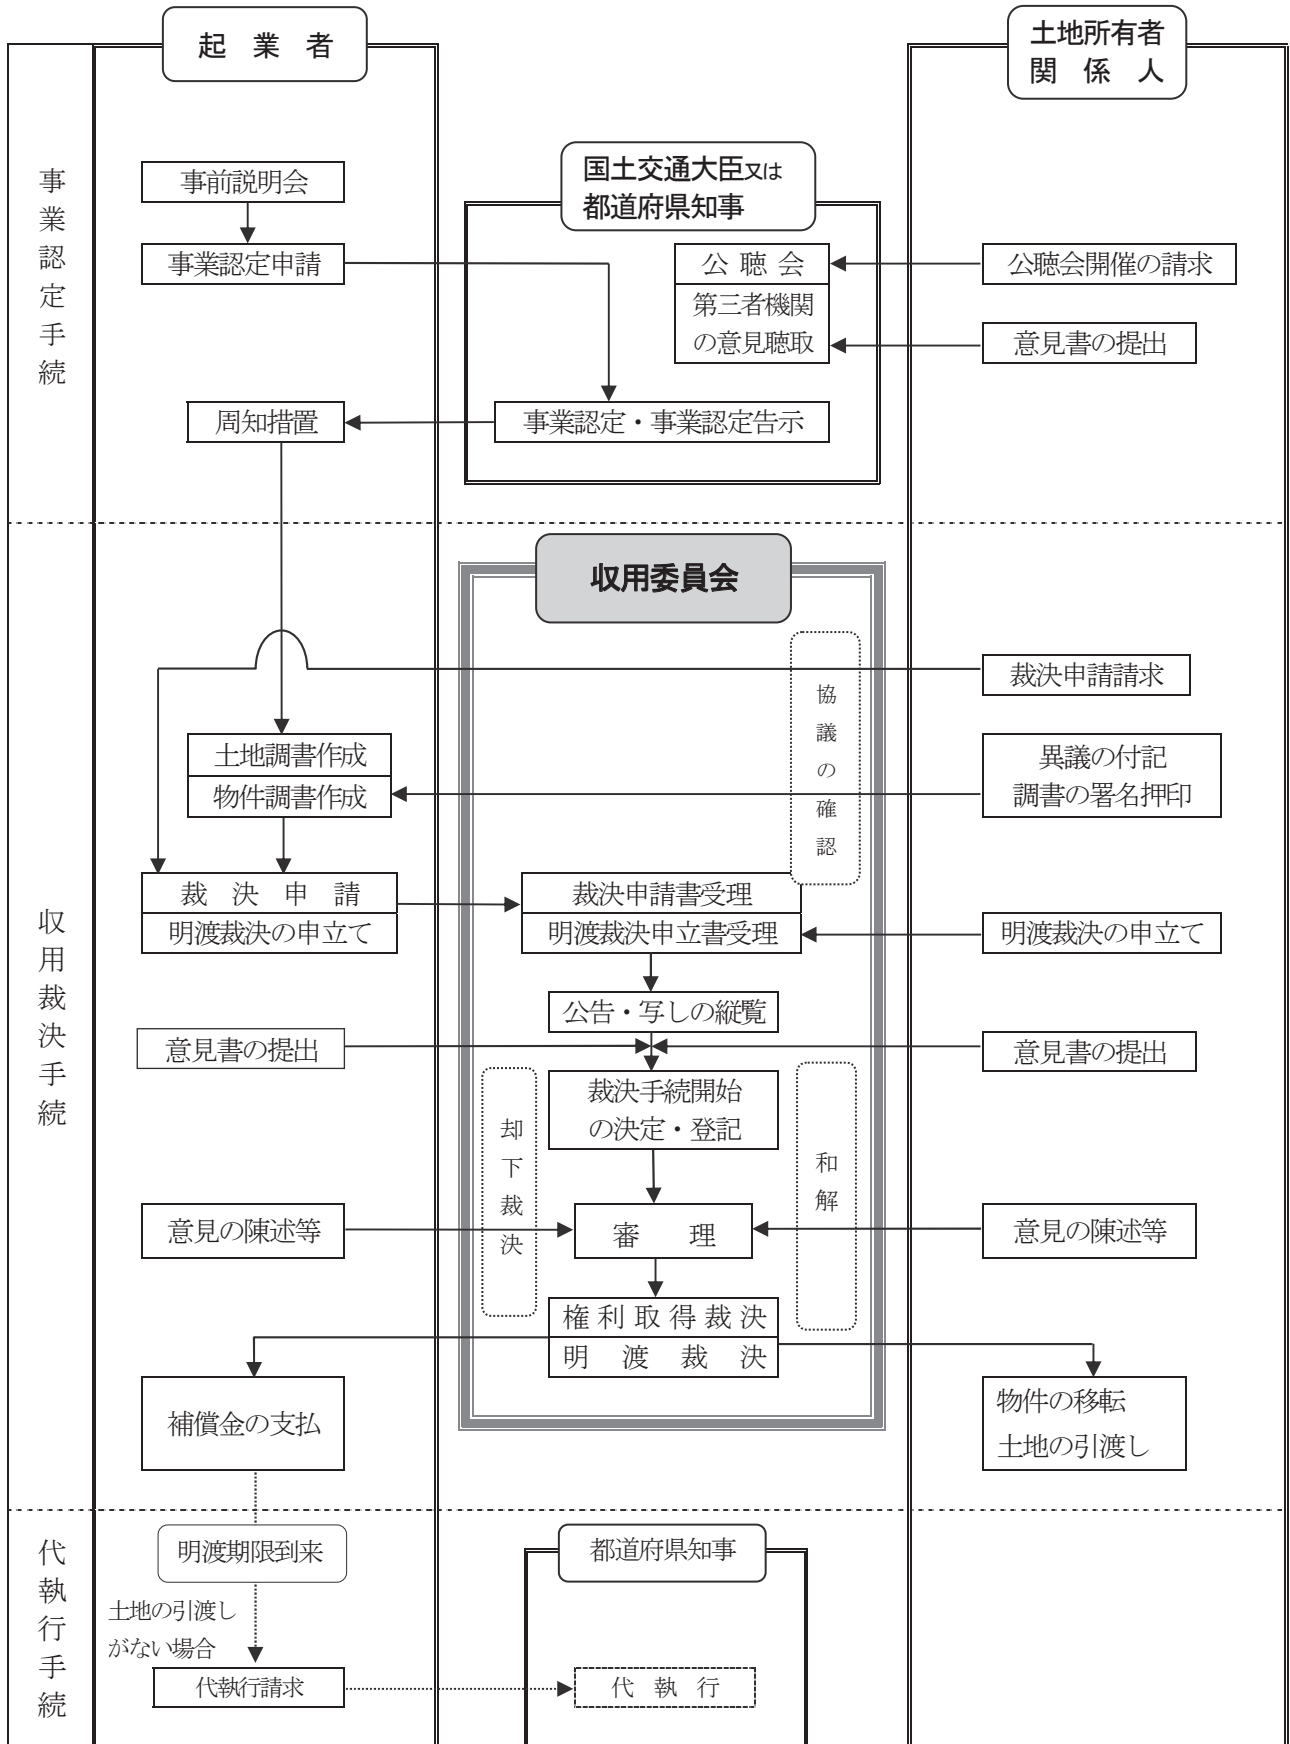 起業者
土地所有者
関係人
国土交通大臣又は
都道府県知事
事業認定手続
事前説明会
事業認定申請
公聴会
第三者機関
の意見聴取
公聴会開催の請求
意見書の提出
周知措置
事業認定・事業認定告示
収用委員会
収用裁決手続
協議の確認
裁決申請請求
土地調書作成
物件調書作成
異議の付記
調書の署名押印
裁決申請
明渡裁決の申立て
裁決申請書受理
明渡裁決申立書受理
明渡裁決の申立て
公告・写しの縦覧
意見書の提出
意見書の提出
裁決手続開始
の決定・登記
却下裁決
和解
意見の陳述等
審理
意見の陳述等
権利取得裁決
明渡裁決
補償金の支払
物件の移転
土地の引渡し
代執行手続
明渡期限到来
都道府県知事
土地の引渡し
がない場合
代執行請求
代執行